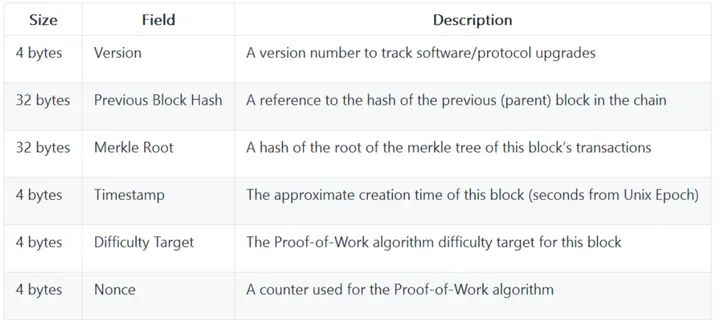 Size Field Description
4 bytes Version A version number to track software/protocol upgrades
32 bytes Previous Block Hash A reference to the hash of the previous (parent) block in the chain
32 bytes Merkle Root A hash of the root of the merkle tree of this block’s transactions
4 bytes Timestamp The approximate creation time of this block (seconds from Unix Epoch)
4 bytes Difficulty Target The Proof-of-Work algorithm difficulty target for this block
4 bytes Nonce A counter used for the Proof-of-Work algorithm